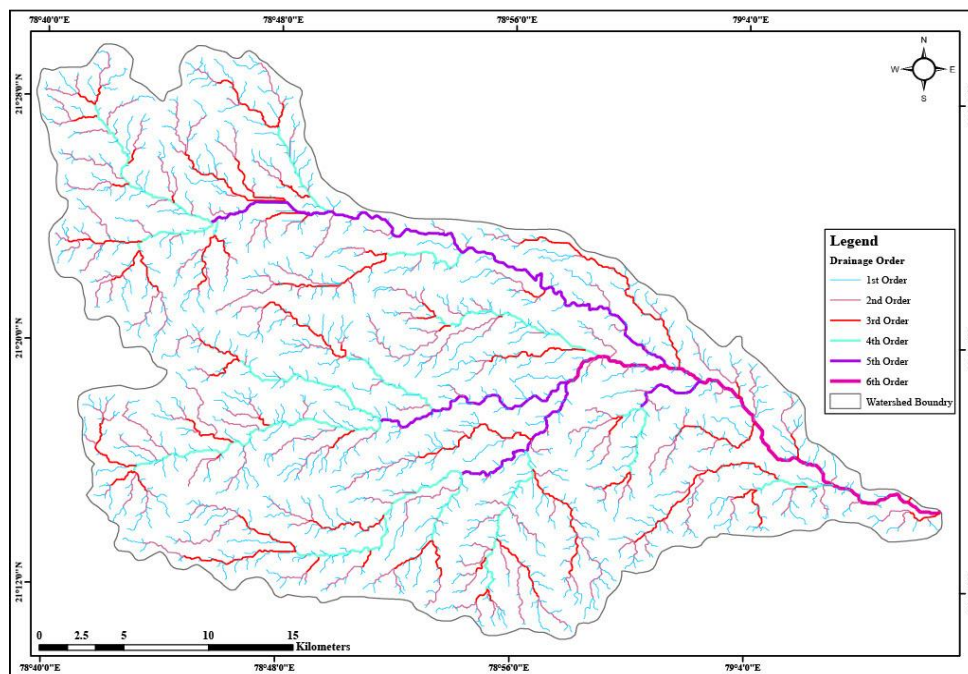 78°40'0"E 78°48'0"E 78°56'0"E 79°4'0"E
N
W E
S
21°28'0"N
21°20'0"N
21°12'0"N
Legend
Drainage Order
1st Order
2nd Order
3rd Order
4th Order
5th Order
6th Order
Watershed Boundry
0 2.5 5 10 15
Kilometers
78°40'0"E 78°48'0"E 78°56'0"E 79°4'0"E